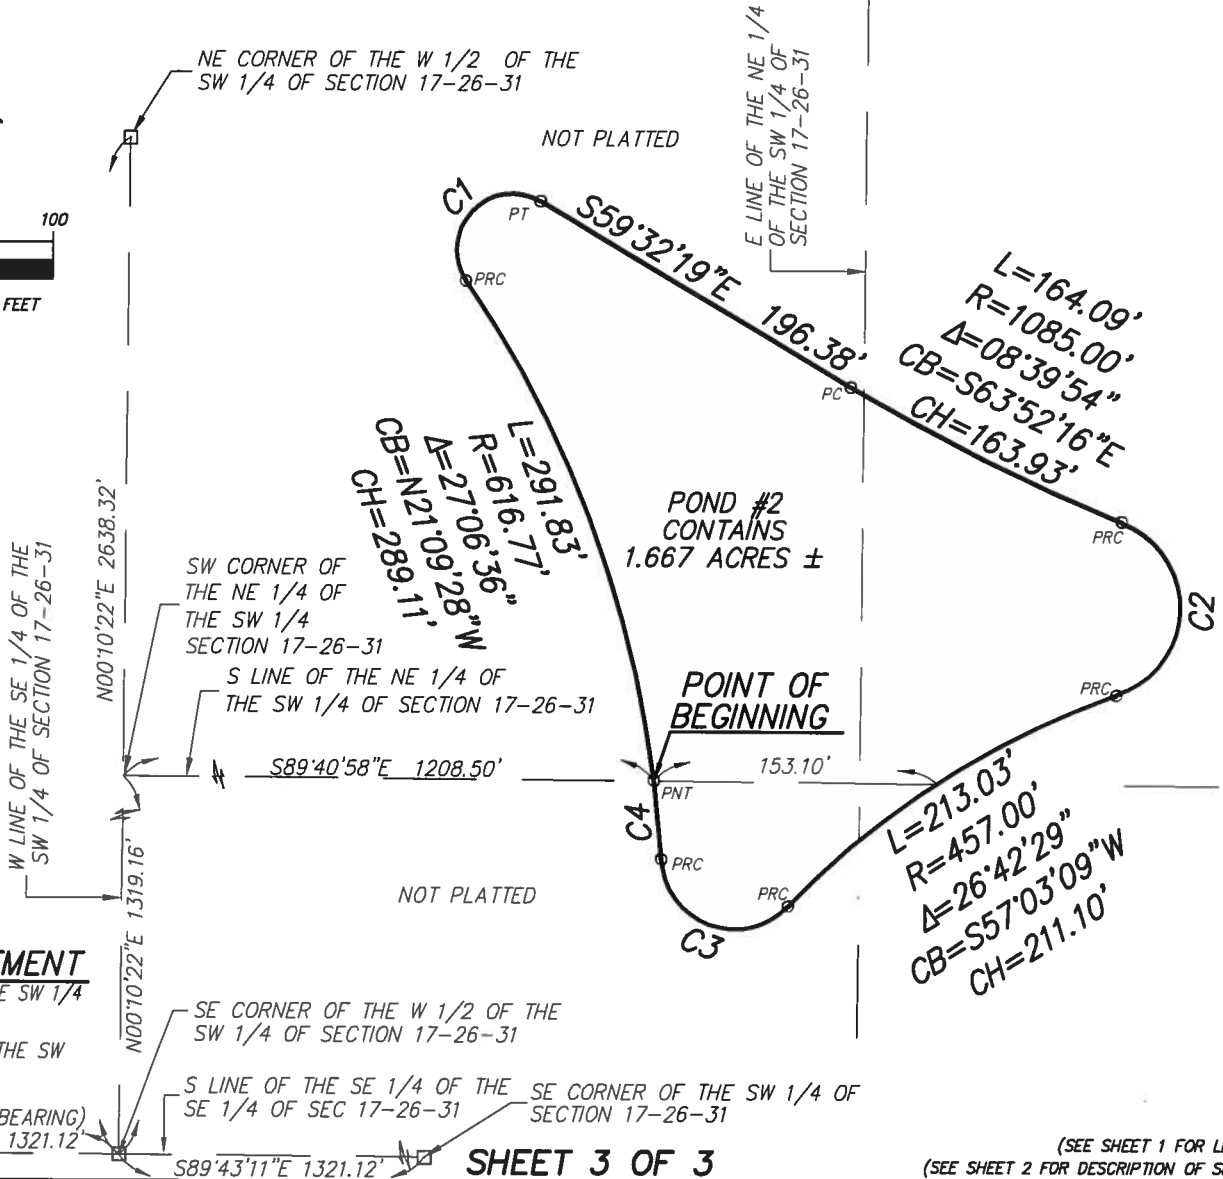 NE CORNER OF THE W 1/2 OF THE
SW 1/4 OF SECTION 17-26-31
NOT PLATTED
E LINE OF THE NE 1/4
OF THE SW 1/4 OF
SECTION 17-26-31
100
FEET
C1
PT
PRC
S59°32'19"E 196.38'
PC
L=164.09'
R=1085.00'
Δ=08°39'54"
CB=S63°52'16"E
CH=163.93'
PRC
C2
PRC
L=291.83'
R=616.77'
Δ=27°06'36"
CB=N21°09'28"W
CH=289.11'
POND #2
CONTAINS
1.667 ACRES ±
N00°10'22"E 2638.32'
W LINE OF THE SE 1/4 OF THE
SW 1/4 OF SECTION 17-26-31
SW CORNER OF
THE NE 1/4 OF
THE SW 1/4
SECTION 17-26-31
S LINE OF THE NE 1/4 OF
THE SW 1/4 OF SECTION 17-26-31
POINT OF
BEGINNING
S89°40'58"E 1208.50'
153.10'
PNT
C4
PRC
PRC
C3
L=213.03'
R=457.00'
Δ=26°42'29"
CB=S57°03'09"W
CH=211.10'
NOT PLATTED
N00°10'22"E 1319.16'
TMENT
E SW 1/4
THE SW
BEARING)
1321.12'
SE CORNER OF THE W 1/2 OF THE
SW 1/4 OF SECTION 17-26-31
S LINE OF THE SE 1/4 OF THE
SE 1/4 OF SEC 17-26-31
SE CORNER OF THE SW 1/4 OF
SECTION 17-26-31
S89°43'11"E 1321.12'
SHEET 3 OF 3
(SEE SHEET 1 FOR L
(SEE SHEET 2 FOR DESCRIPTION OF S